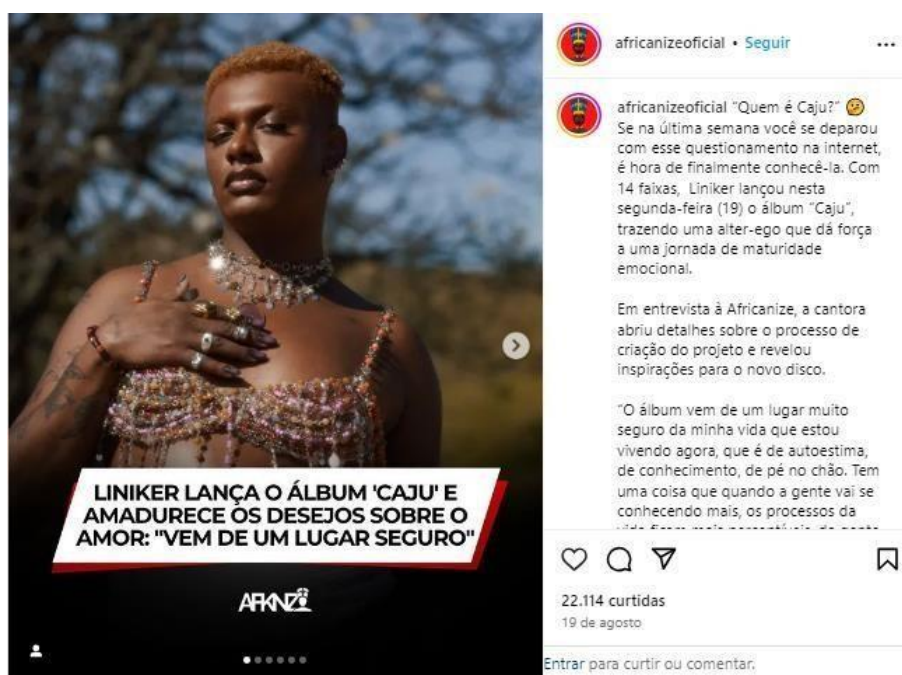 LINIKER LANÇA O ÁLBUM 'CAJU' E
AMADURECE OS DESEJOS SOBRE O
AMOR: "VEM DE UM LUGAR SEGURO"
AFKNZ
africanizeoficial • Seguir
africanizeoficial "Quem é Caju?" 🤔
Se na última semana você se deparou
com esse questionamento na internet,
é hora de finalmente conhecê-la. Com
14 faixas, Liniker lançou nesta
segunda-feira (19) o álbum "Caju",
trazendo uma alter-ego que dá força
a uma jornada de maturidade
emocional.
Em entrevista à Africanize, a cantora
abriu detalhes sobre o processo de
criação do projeto e revelou
inspirações para o novo disco.
"O álbum vem de um lugar muito
seguro da minha vida que estou
vivendo agora, que é de autoestima,
de conhecimento, de pé no chão. Tem
uma coisa que quando a gente vai se
conhecendo mais, os processos da
22.114 curtidas
19 de agosto
Entrar para curtir ou comentar.